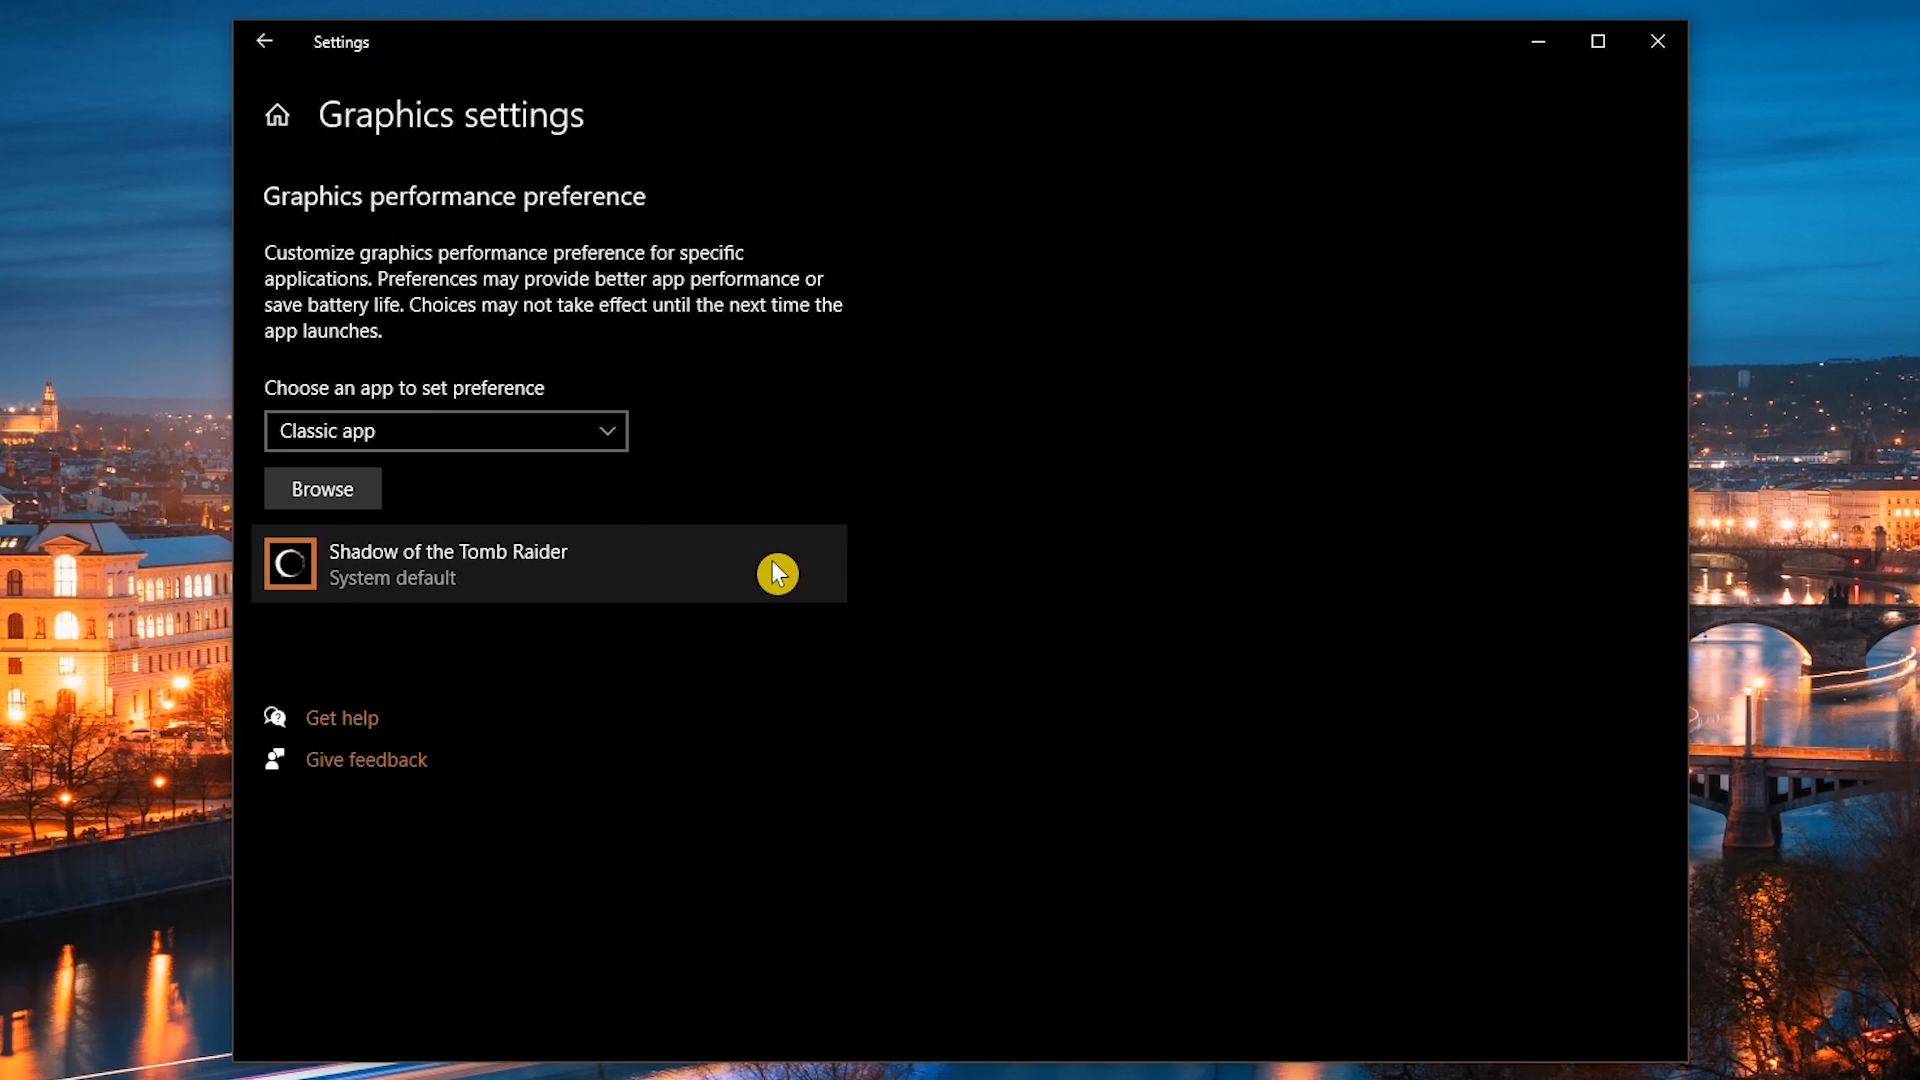 Settings
Graphics settings
Graphics performance preference
Customize graphics performance preference for specific
applications. Preferences may provide better app performance or
save battery life. Choices may not take effect until the next time the
app launches.
Choose an app to set preference
Classic app
Browse
Shadow of the Tomb Raider
System default
Get help
Give feedback